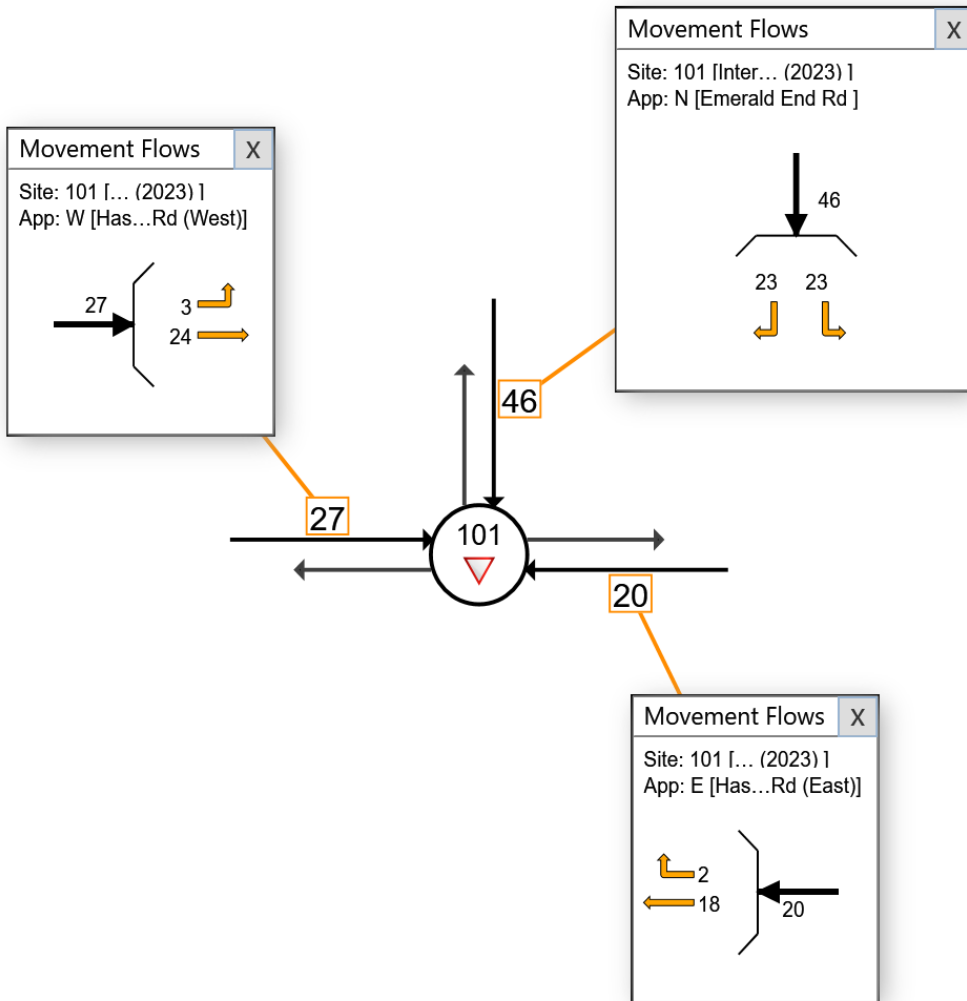 Movement Flows X
Site: 101 [Inter... (2023) ]
App: N [Emerald End Rd ]
46
23 23
Movement Flows X
Site: 101 [... (2023) ]
App: W [Has...Rd (West)]
27
3
24
46
27
101
20
Movement Flows X
Site: 101 [... (2023) ]
App: E [Has...Rd (East)]
2
18
20